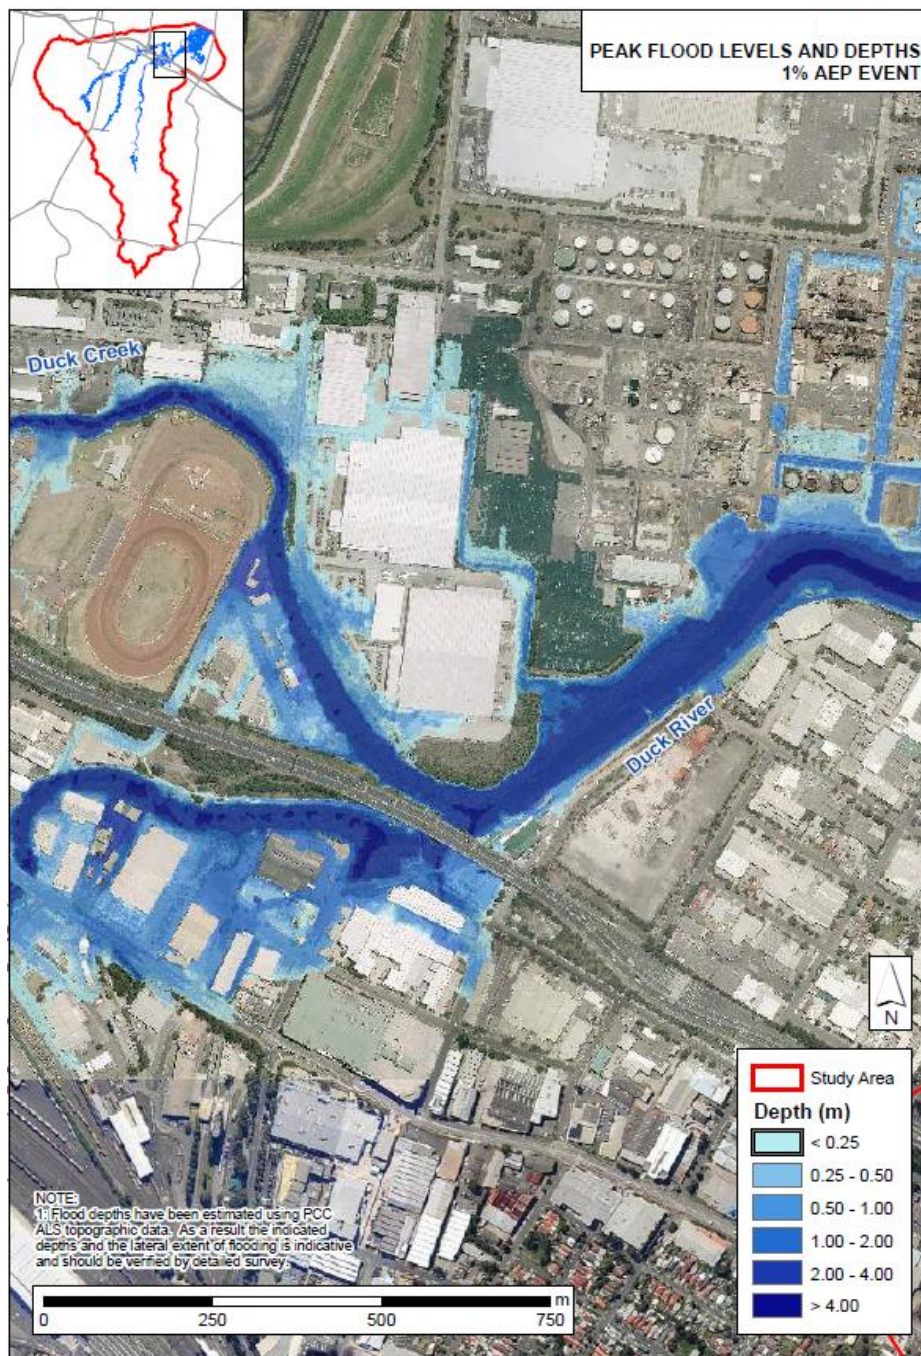 PEAK FLOOD LEVELS AND DEPTHS
1% AEP EVENT
Duck Creek
Duck River
N
Study Area
Depth (m)
< 0.25
0.25 - 0.50
0.50 - 1.00
1.00 - 2.00
2.00 - 4.00
> 4.00
NOTE:
1: Flood depths have been estimated using PCC
ALS topographic data. As a result the indicated
depths and the lateral extent of flooding is indicative
and should be verified by detailed survey.
m
0 250 500 750